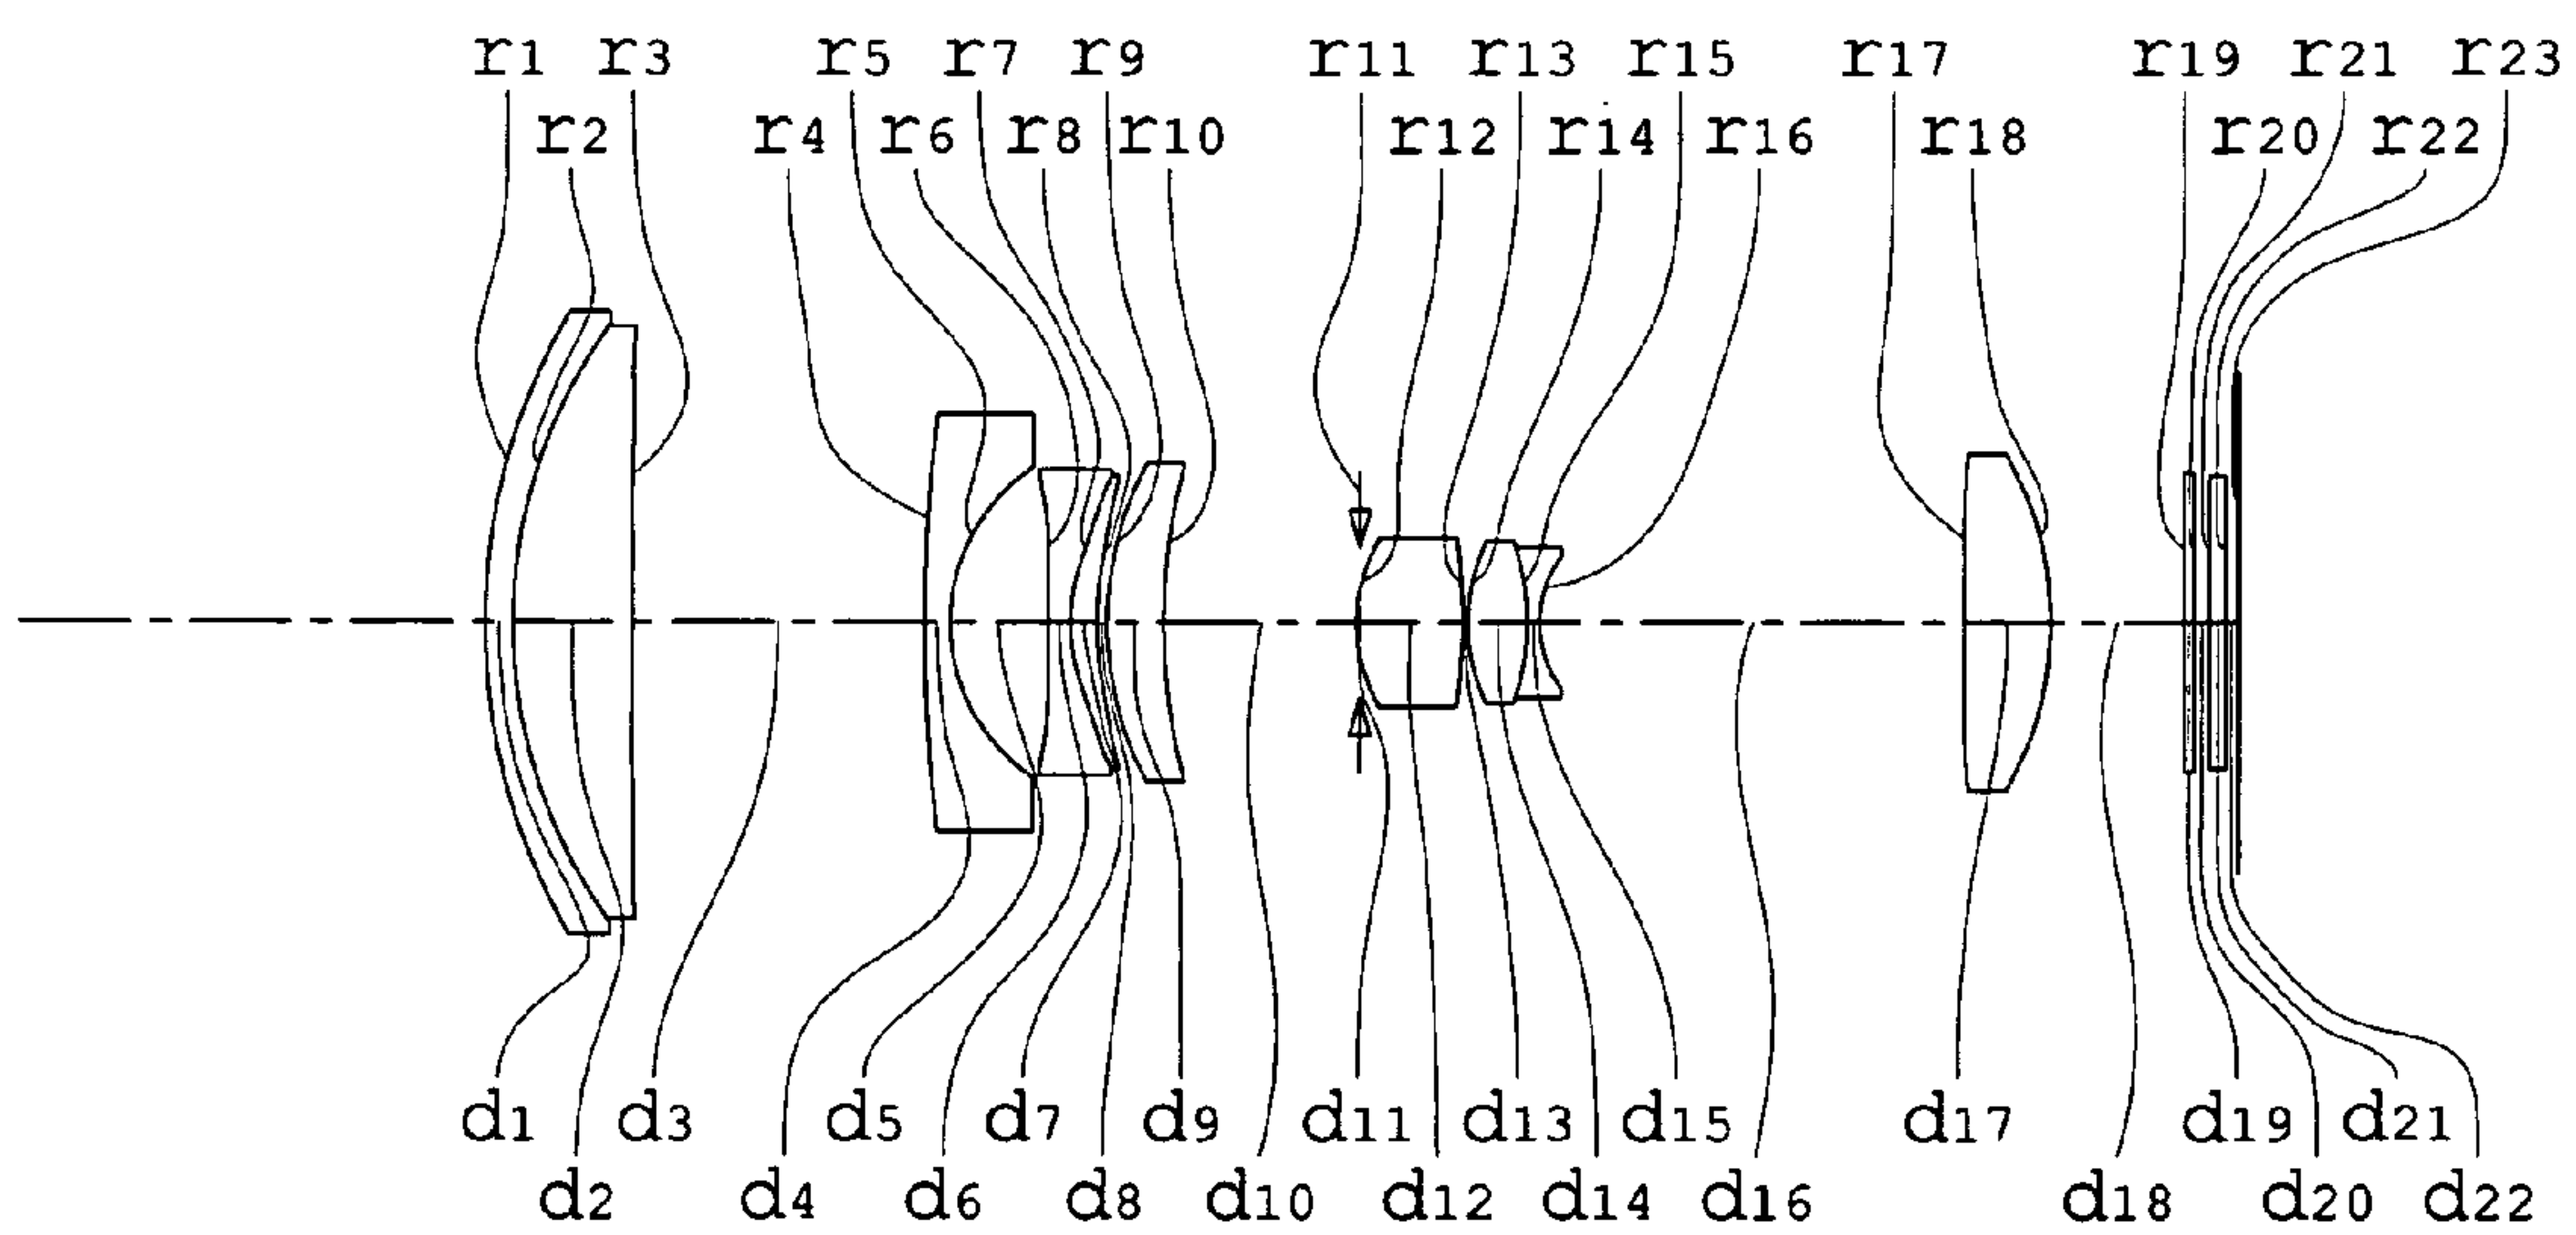 r1 r3 r5 r7 r9 r11 r13 r15 r17 r19 r21 r23
r2 r4 r6 r8 r10 r12 r14 r16 r18 r20 r22
d1 d3 d5 d7 d9 d11 d13 d15 d17 d19 d21
d2 d4 d6 d8 d10 d12 d14 d16 d18 d20 d22